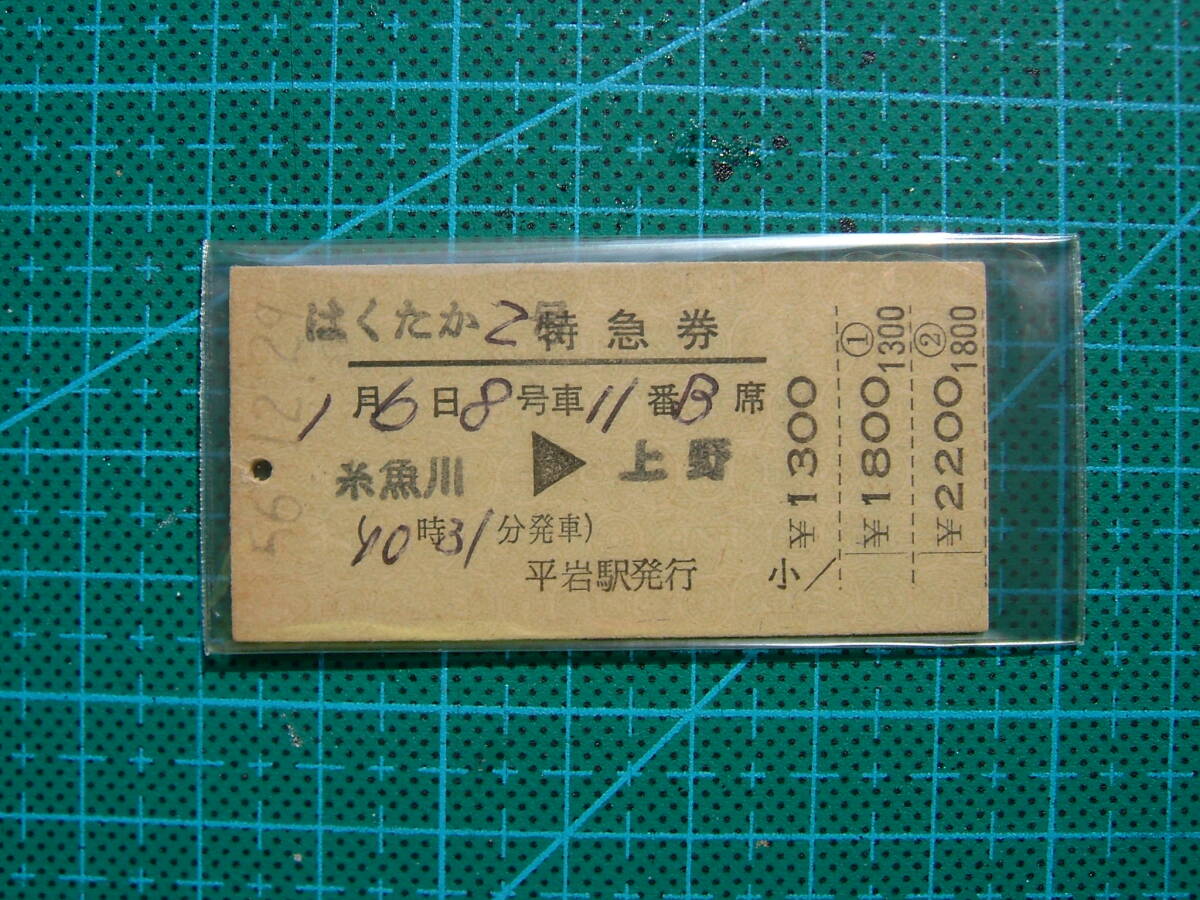 はくたか2号
特急券
1月6日8号車11番B席
糸魚川 ▶ 上野
10時31分発車)
平岩駅発行
小／
￥1300
① 1300
￥1800
② 1800
￥2200
56.12.29